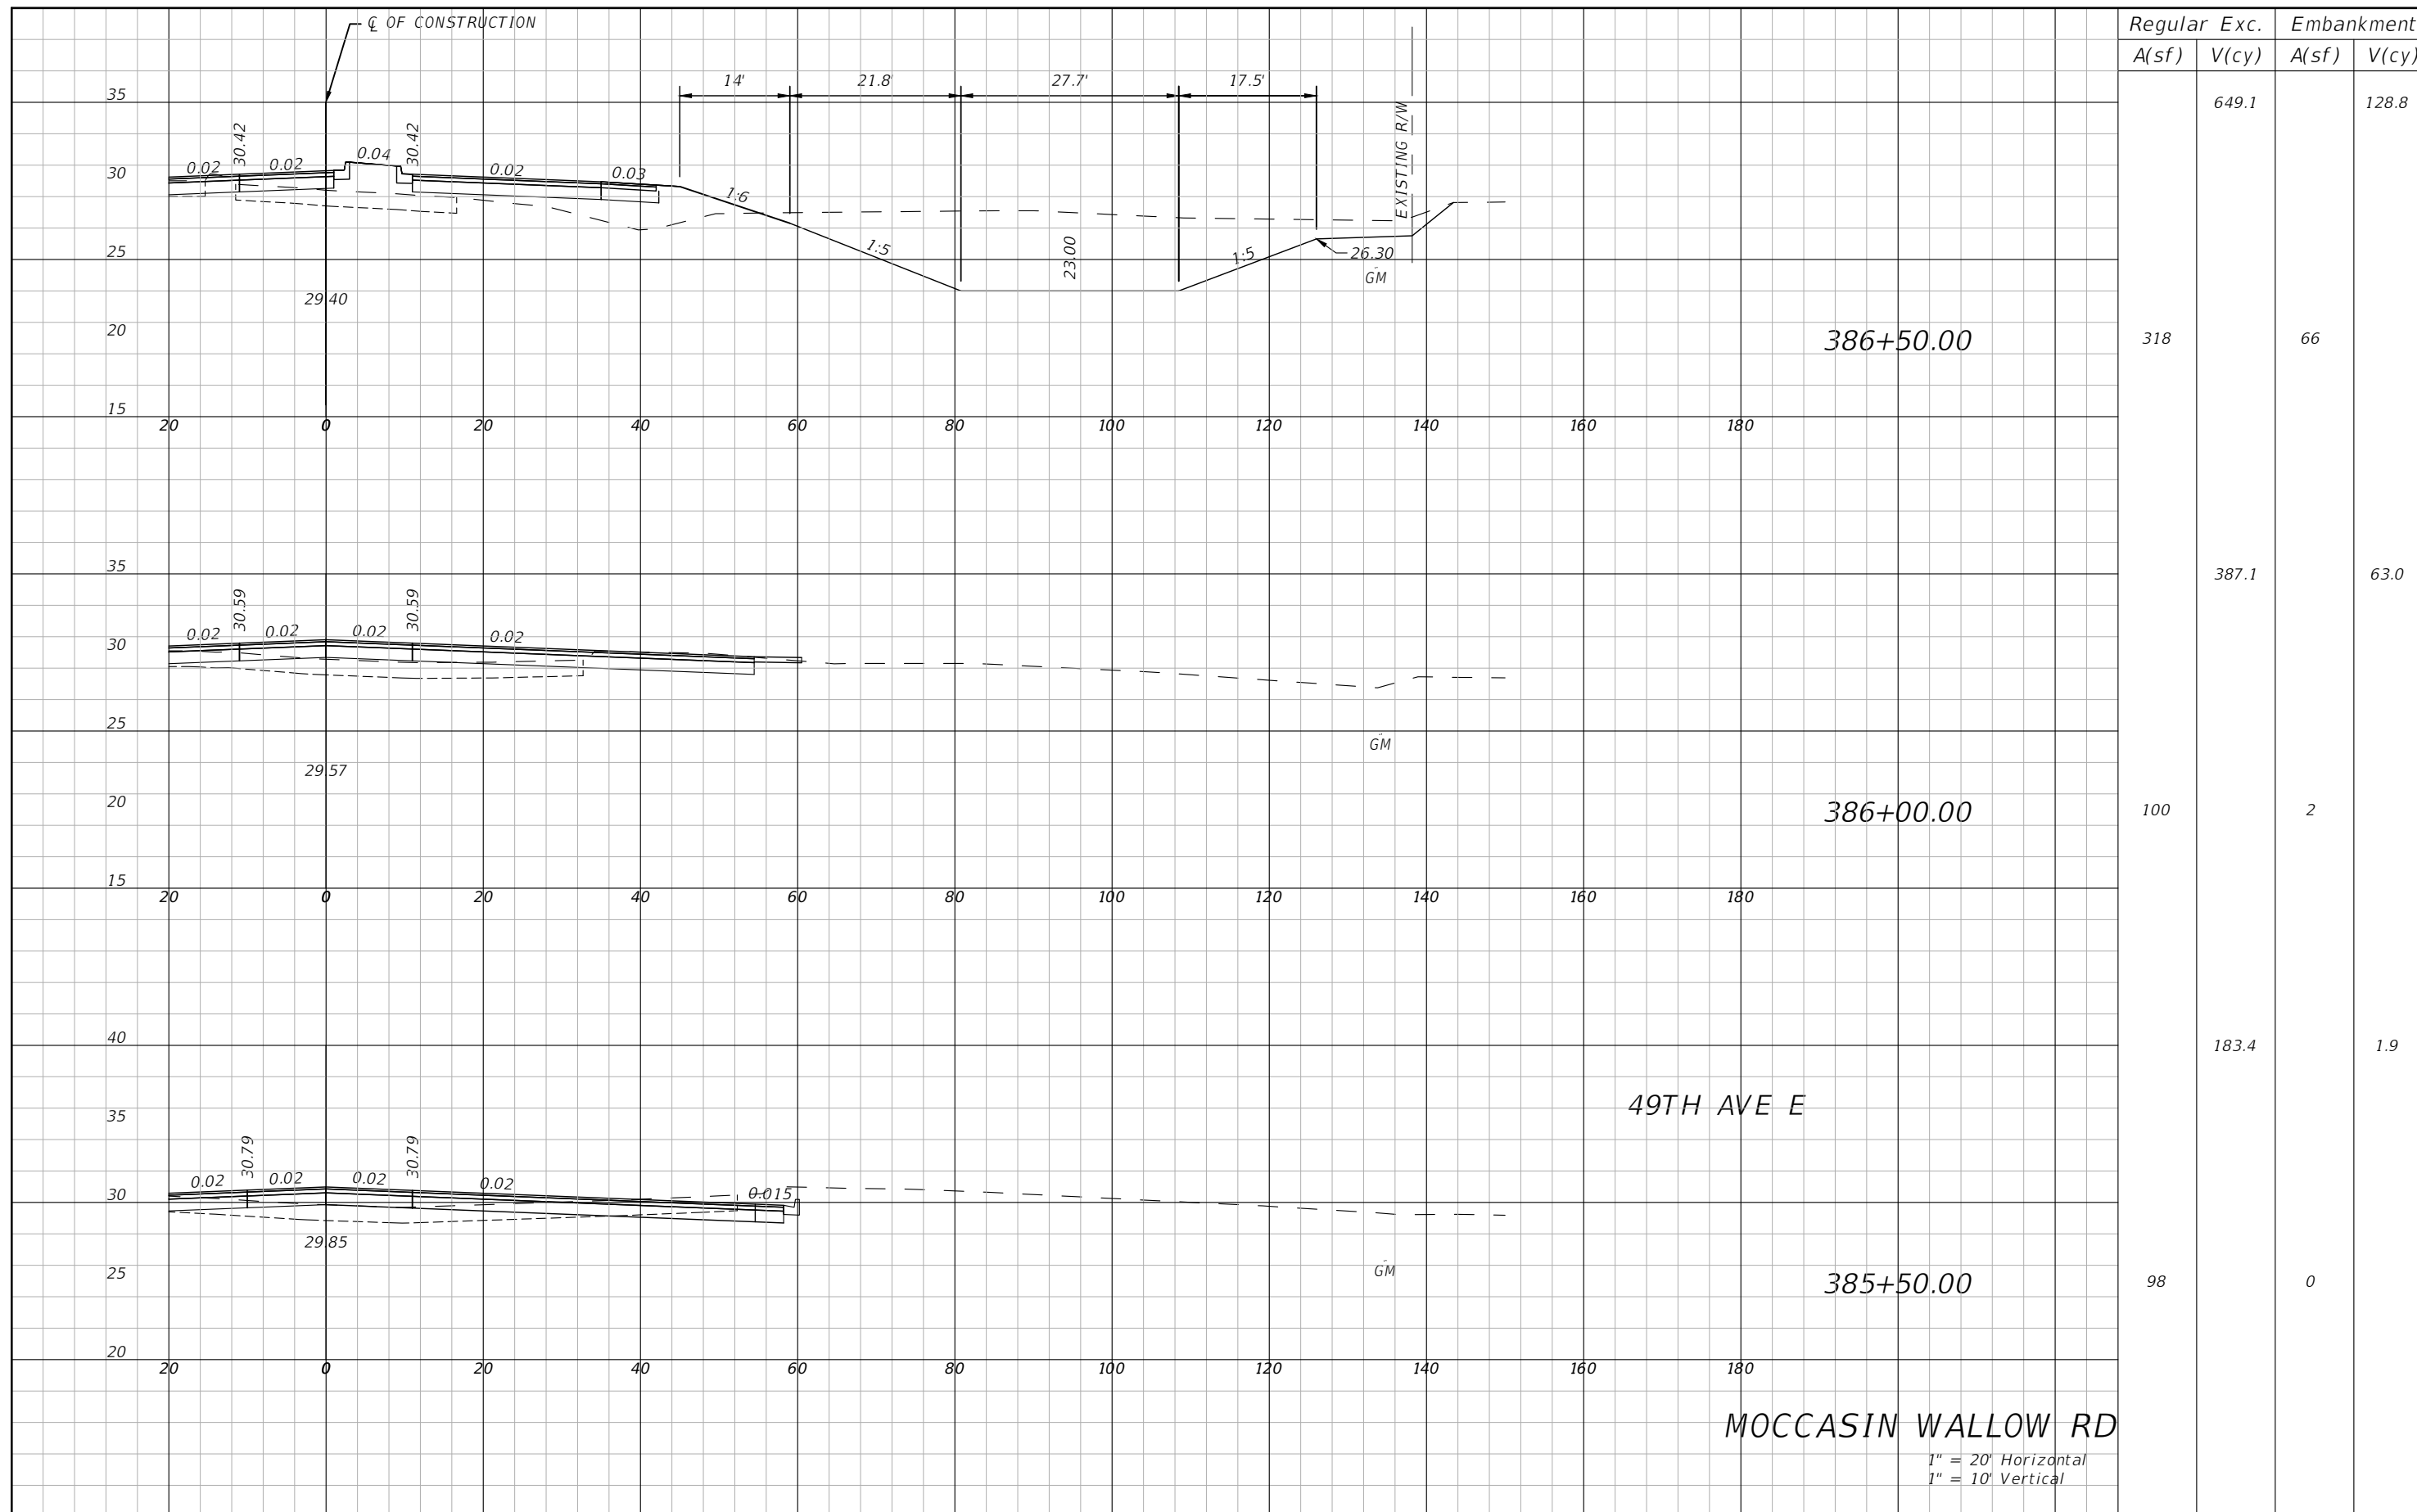 ℄ OF CONSTRUCTION
Regular Exc. Embankment
A(sf) V(cy) A(sf) V(cy)
14' 21.8 27.7' 17.5'
35
649.1 128.8
EXISTING R/W
30.42 30.42
0.02 0.02 0.04 0.02 0.03
30
1:6
1:5 23.00 1:5 26.30
25
GM
29.40
20
386+50.00 318 66
15
20 0 20 40 60 80 100 120 140 160 180
35
387.1 63.0
30.59 30.59
0.02 0.02 0.02 0.02
30
25
GM
29.57
20
386+00.00 100 2
15
20 0 20 40 60 80 100 120 140 160 180
40
183.4 1.9
49TH AVE E
35
30.79 30.79
0.02 0.02 0.02 0.02 0.015
30
29.85
25
GM
385+50.00 98 0
20
20 0 20 40 60 80 100 120 140 160 180
MOCCASIN WALLOW RD
1" = 20' Horizontal
1" = 10' Vertical